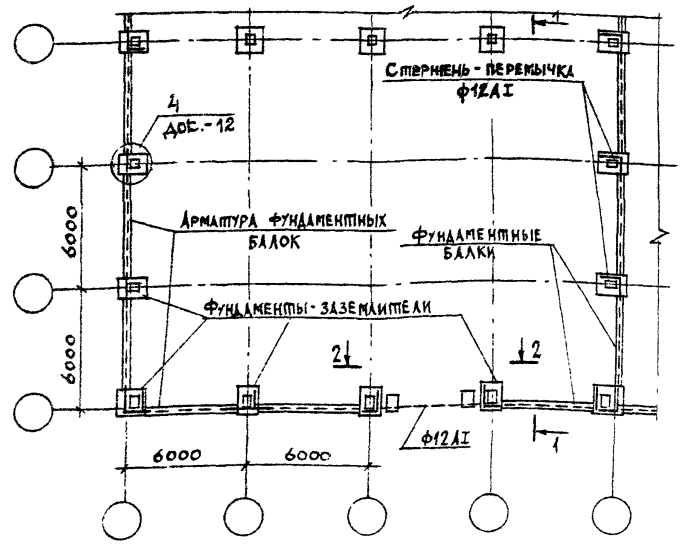 1
Стержень-перемычка
ф12АI
4
док.-12
Арматура фундаментных
балок
Фундаментные
балки
6000
Фундаменты-заземлители
6000
2
2
ф12АI
1
6000
6000